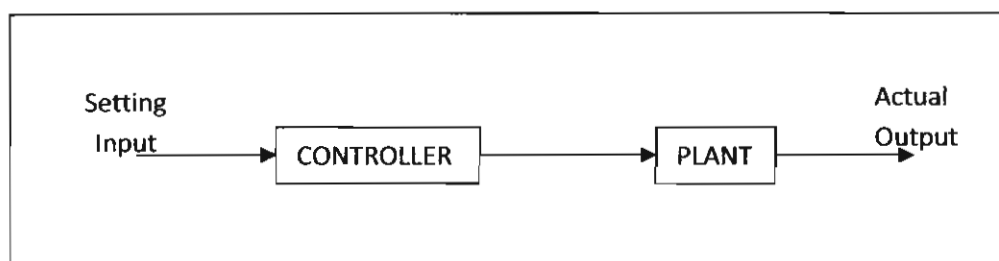 Setting
Input
CONTROLLER
PLANT
Actual
Output